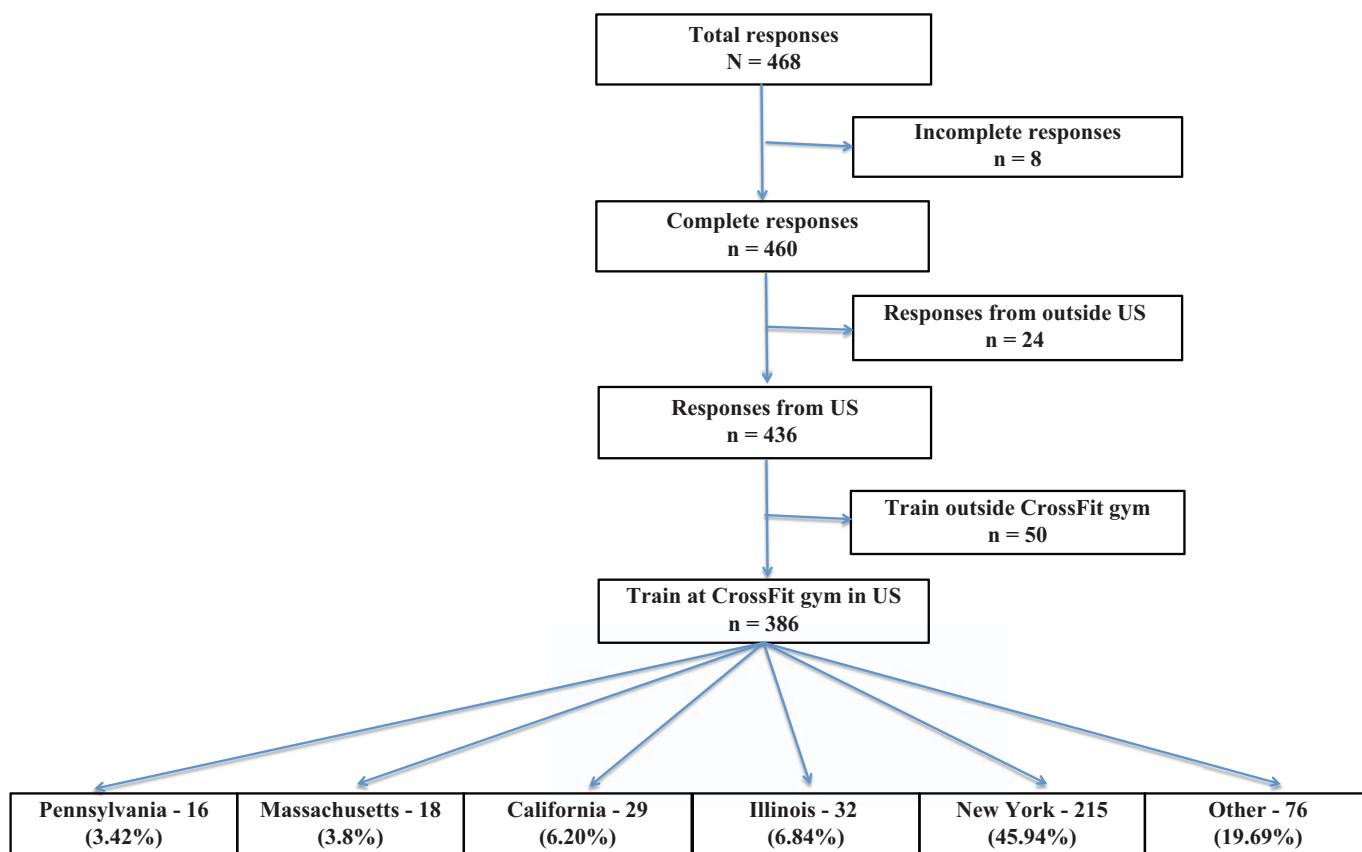 Total responses
N = 468
Incomplete responses
n = 8
Complete responses
n = 460
Responses from outside US
n = 24
Responses from US
n = 436
Train outside CrossFit gym
n = 50
Train at CrossFit gym in US
n = 386
Pennsylvania - 16
(3.42%)
Massachusetts - 18
(3.8%)
California - 29
(6.20%)
Illinois - 32
(6.84%)
New York - 215
(45.94%)
Other - 76
(19.69%)